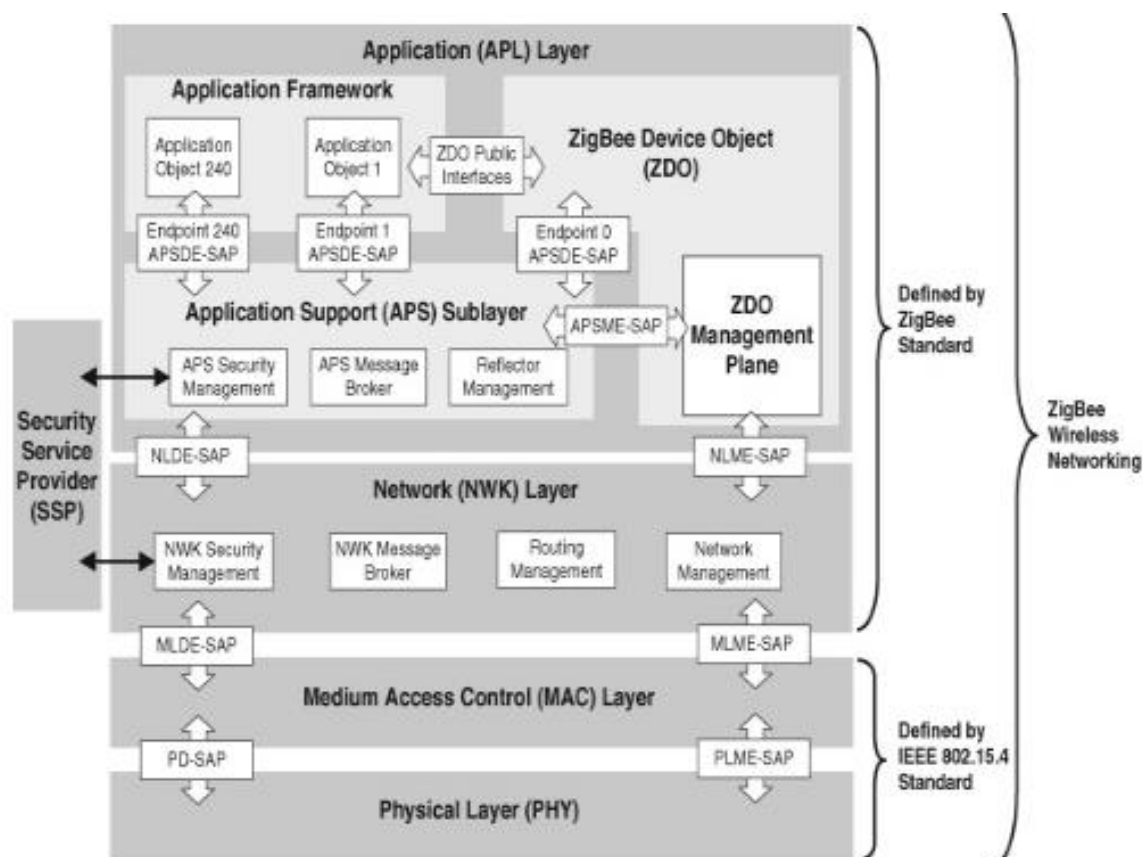 Application (APL) Layer
Application Framework
Application
Object 240
Application
Object 1
ZDO Public
Interfaces
ZigBee Device Object
(ZDO)
Endpoint 240
APSDE-SAP
Endpoint 1
APSDE-SAP
Endpoint 0
APSDE-SAP
Application Support (APS) Sublayer
APSME-SAP
ZDO
Management
Plane
APS Security
Management
APS Message
Broker
Reflector
Management
Security
Service
Provider
(SSP)
NLDE-SAP
NLME-SAP
Network (NWK) Layer
NWK Security
Management
NWK Message
Broker
Routing
Management
Network
Management
MLDE-SAP
MLME-SAP
Medium Access Control (MAC) Layer
PD-SAP
PLME-SAP
Physical Layer (PHY)
Defined by
ZigBee
Standard
Defined by
IEEE 802.15.4
Standard
ZigBee
Wireless
Networking